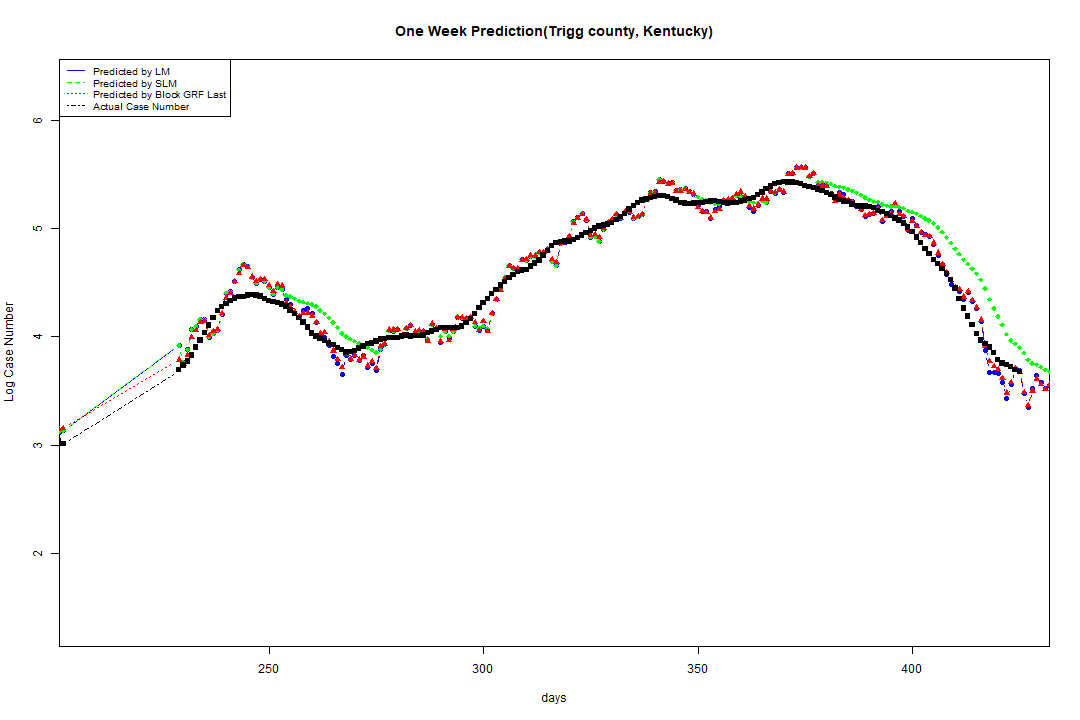 One Week Prediction(Trigg county, Kentucky)
Predicted by LM
Predicted by SLM
Predicted by Block GRF Last
Actual Case Number
6
5
4
3
2
Log Case Number
250 300 350 400
days